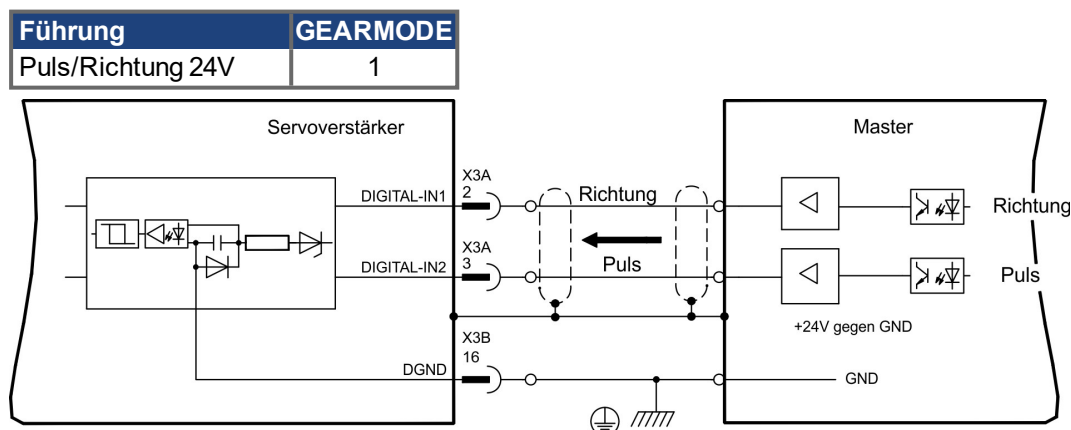 Führung GEARMODE
Puls/Richtung 24V 1
Servoverstärker
Master
X3A
DIGITAL-IN1 2
Richtung
Richtung
X3A
DIGITAL-IN2 3
Puls
Puls
+24V gegen GND
X3B
16
DGND
GND